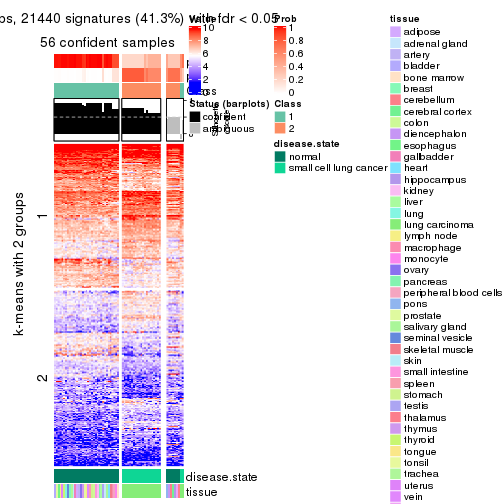 ps, 21440 signatures (41.3%) with fdr < 0.05
56 confident samples
Class
k-means with 2 groups
1
2
disease.state
tissue
Value
10
8
6
4
2
0
Prob
1
0.8
0.6
0.4
0.2
0
Status (barplots)
confident
ambiguous
Class
1
2
disease.state
normal
small cell lung cancer
tissue
adipose
adrenal gland
artery
bladder
bone marrow
breast
cerebellum
cerebral cortex
colon
diencephalon
esophagus
gallbladder
heart
hippocampus
kidney
liver
lung
lung carcinoma
lymph node
macrophage
monocyte
ovary
pancreas
peripheral blood cells
pons
prostate
salivary gland
seminal vesicle
skeletal muscle
skin
small intestine
spleen
stomach
testis
thalamus
thymus
thyroid
tongue
tonsil
trachea
uterus
vein